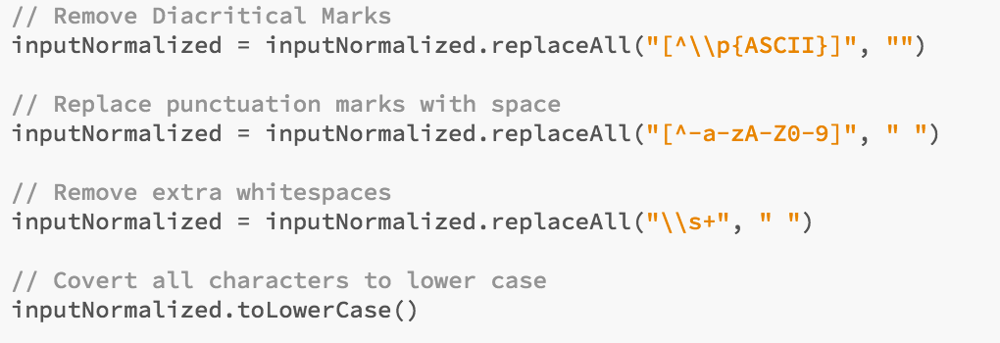 // Remove Diacritical Marks
inputNormalized = inputNormalized.replaceAll("[^\\p{ASCII}]", "")
// Replace punctuation marks with space
inputNormalized = inputNormalized.replaceAll("[^-a-zA-Z0-9]", " ")
// Remove extra whitespaces
inputNormalized = inputNormalized.replaceAll("\\s+", " ")
// Covert all characters to lower case
inputNormalized.toLowerCase()